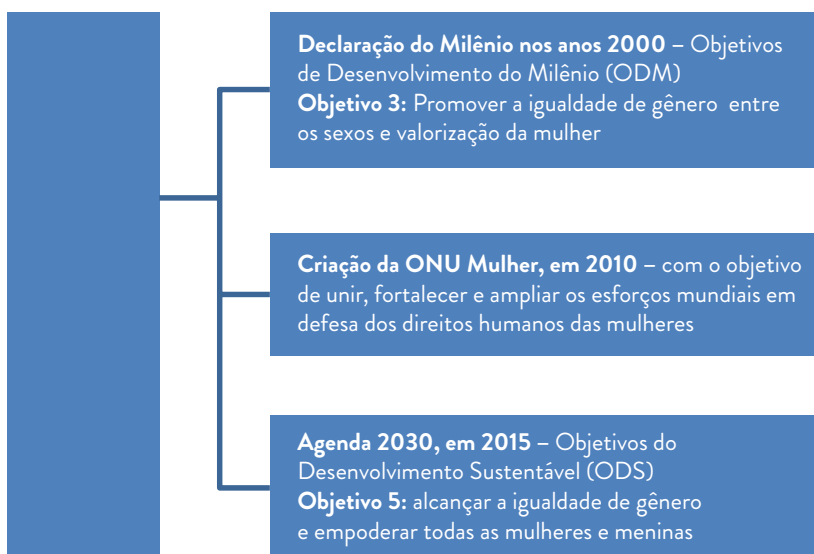 Declaração do Milênio nos anos 2000 – Objetivos
de Desenvolvimento do Milênio (ODM)
Objetivo 3: Promover a igualdade de gênero entre
os sexos e valorização da mulher
Criação da ONU Mulher, em 2010 – com o objetivo
de unir, fortalecer e ampliar os esforços mundiais em
defesa dos direitos humanos das mulheres
Agenda 2030, em 2015 – Objetivos do
Desenvolvimento Sustentável (ODS)
Objetivo 5: alcançar a igualdade de gênero
e empoderar todas as mulheres e meninas